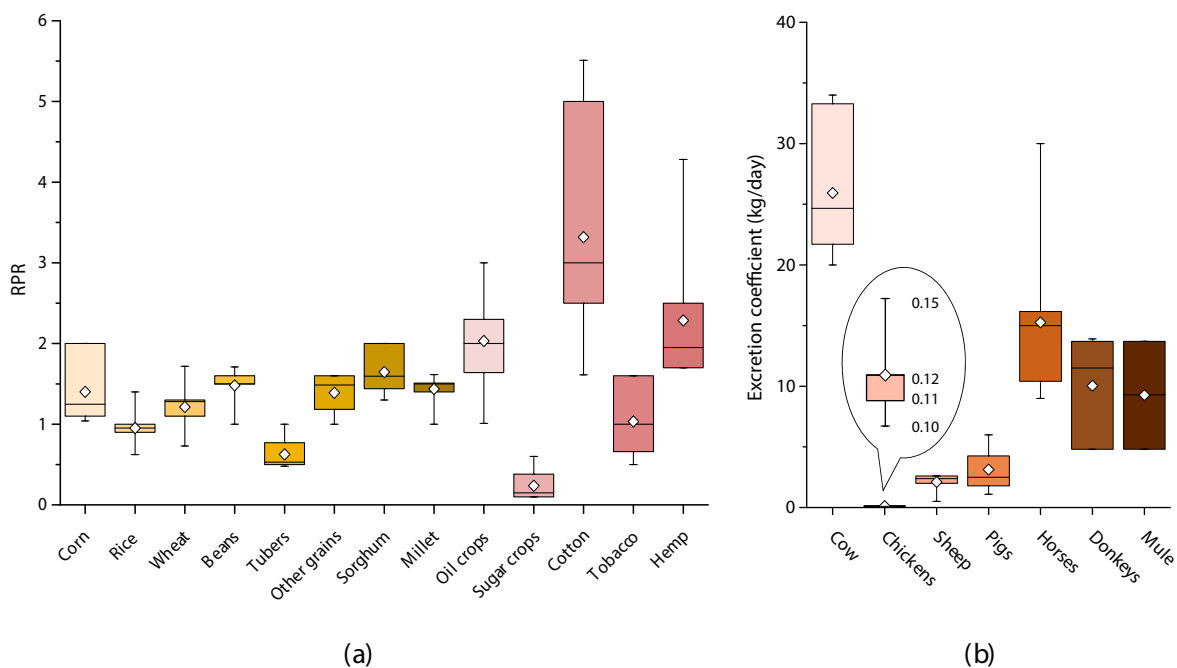 6
5
4
3
2
1
0
RPR
Corn
Rice
Wheat
Beans
Tubers
Other grains
Sorghum
Millet
Oil crops
Sugar crops
Cotton
Tobacco
Hemp
(a)
40
30
20
10
0
Excretion coefficient (kg/day)
0.15
0.12
0.11
0.10
Cow
Chickens
Sheep
Pigs
Horses
Donkeys
Mule
(b)